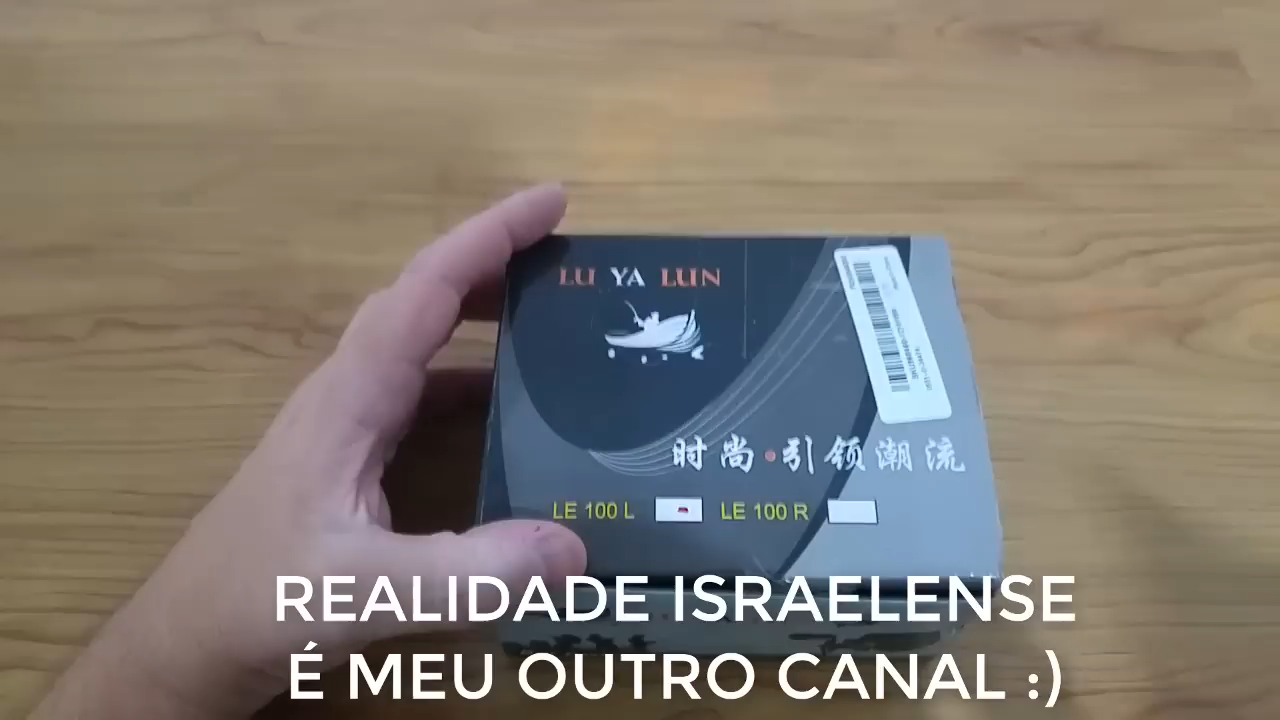 LU YA LUN
时尚·引领潮流
LE 100 L LE 100 R
REALIDADE ISRAELENSE
É MEU OUTRO CANAL :)